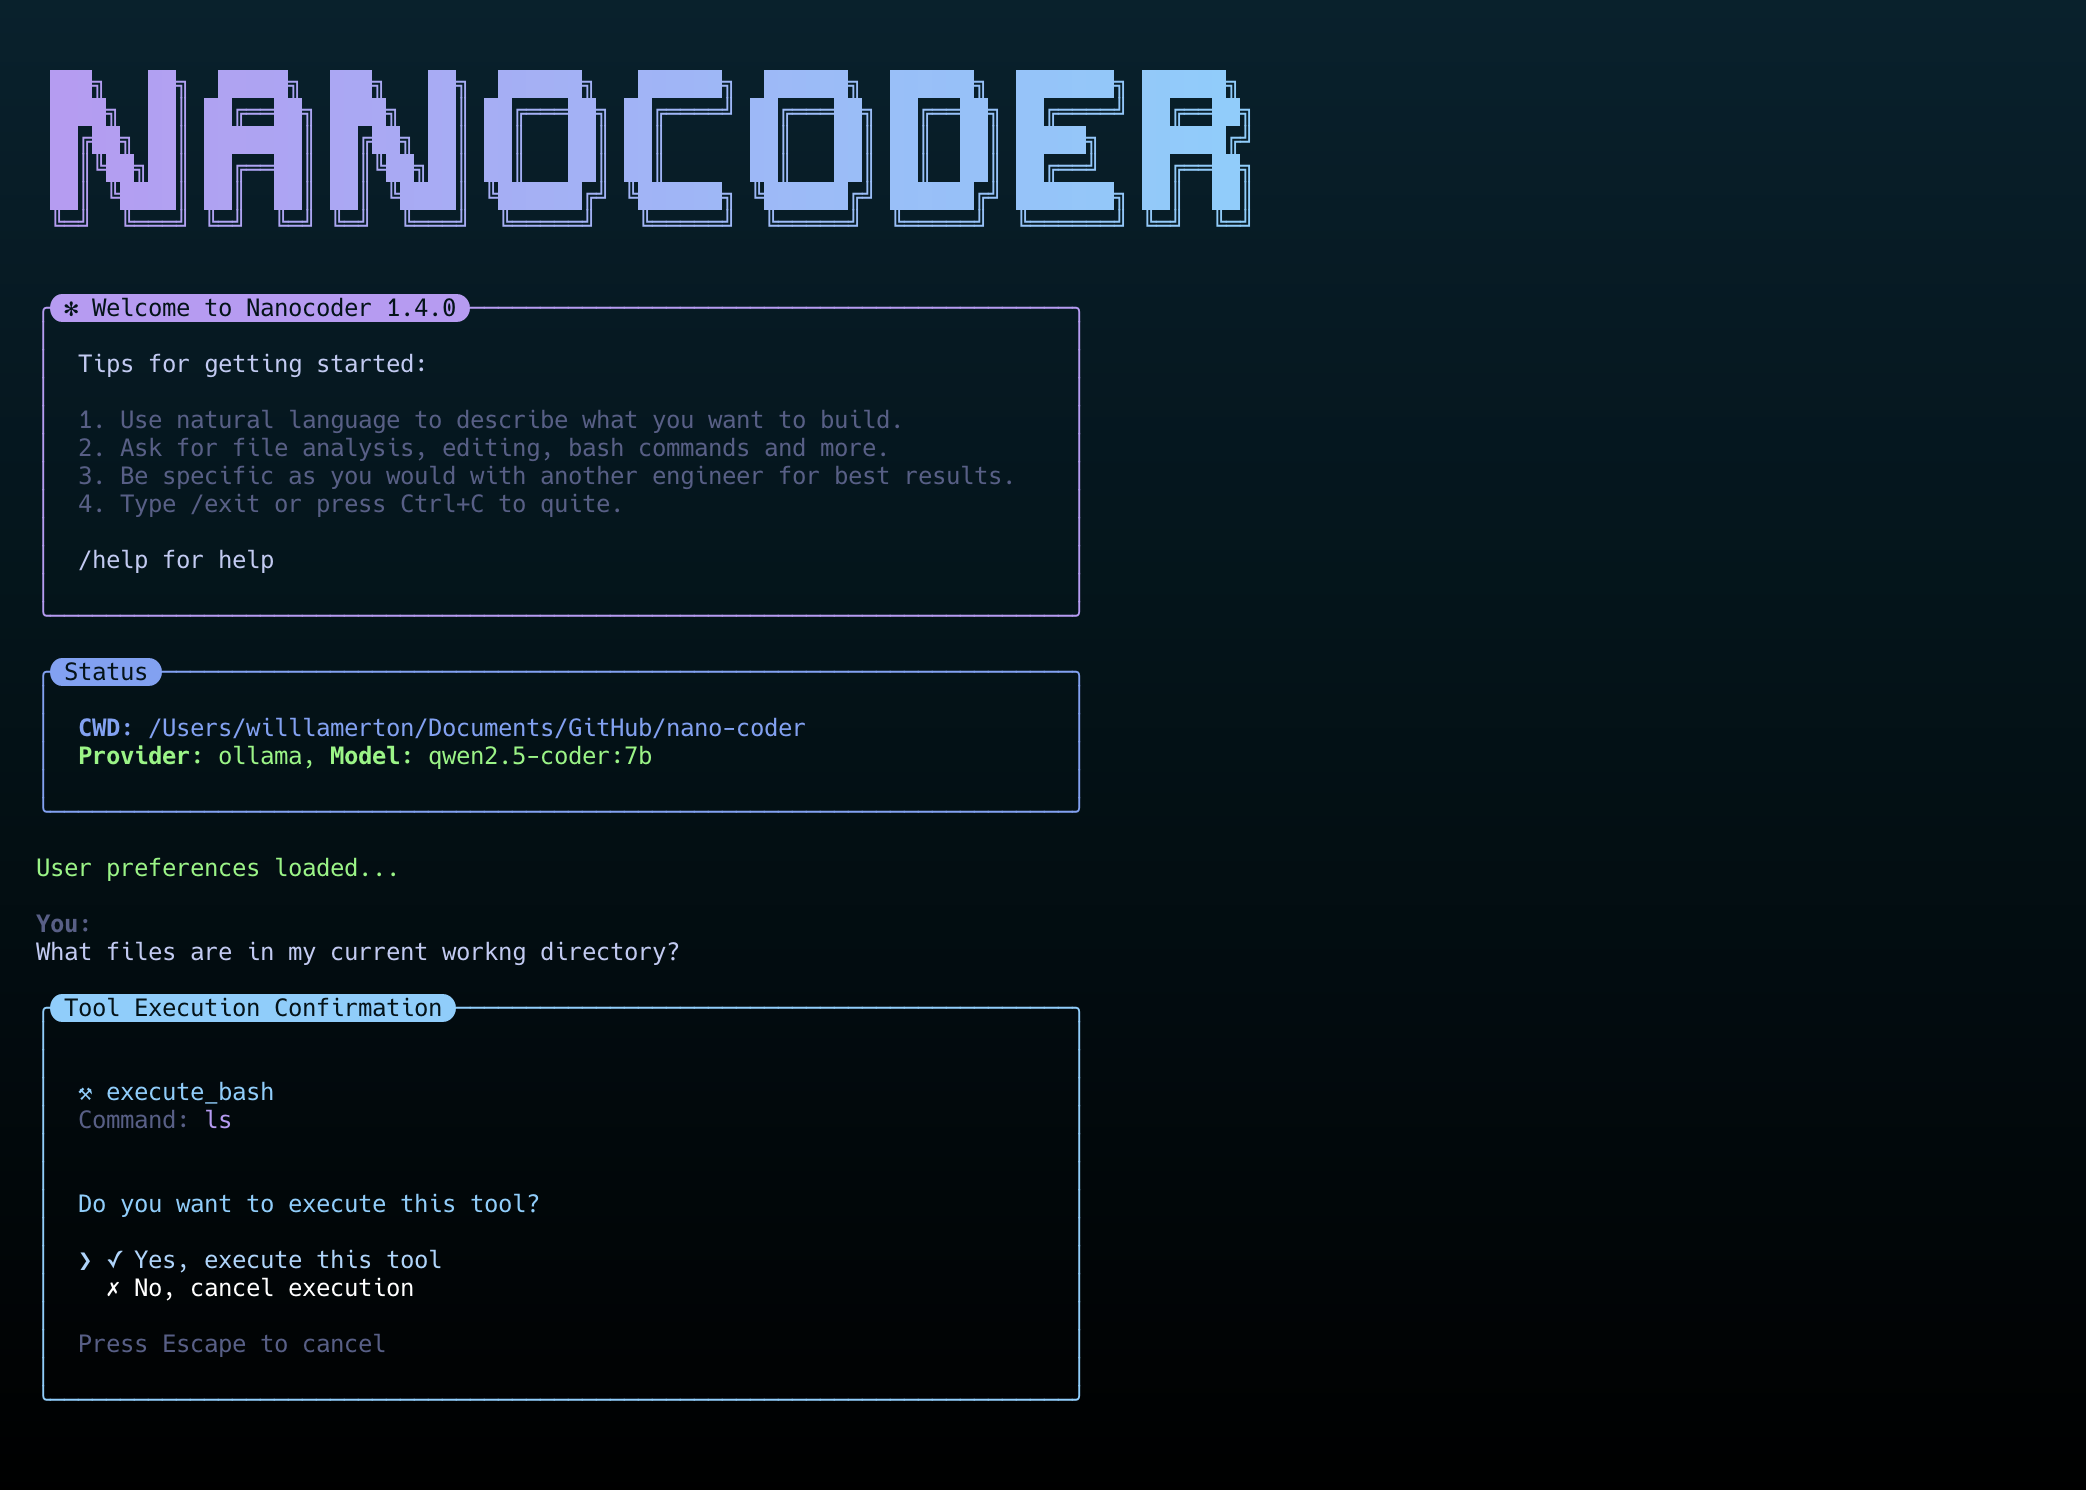 NANOCODER
✻ Welcome to Nanocoder 1.4.0
Tips for getting started:
1. Use natural language to describe what you want to build.
2. Ask for file analysis, editing, bash commands and more.
3. Be specific as you would with another engineer for best results.
4. Type /exit or press Ctrl+C to quite.
/help for help
Status
CWD: /Users/willlamerton/Documents/GitHub/nano-coder
Provider: ollama, Model: qwen2.5-coder:7b
User preferences loaded...
You:
What files are in my current workng directory?
Tool Execution Confirmation
⚒ execute_bash
Command: ls
Do you want to execute this tool?
❯ ✓ Yes, execute this tool
✗ No, cancel execution
Press Escape to cancel